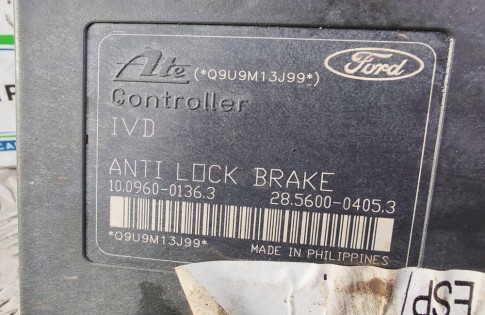 Ate (*Q9U9M13J99*) Ford
Controller
IVD
ANTI LOCK BRAKE
10.0960-0136.3 28.5600-0405.3
*Q9U9M13J99* MADE IN PHILIPPINES
ESP/